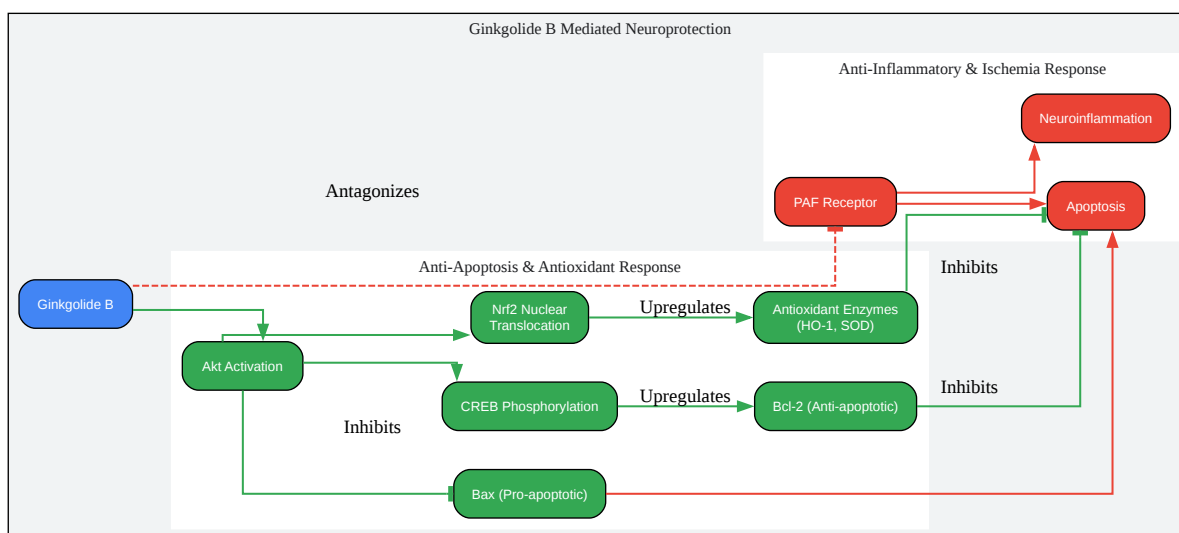 Ginkgolide B Mediated Neuroprotection
Anti-Inflammatory & Ischemia Response
Neuroinflammation
Antagonizes
PAF Receptor
Apoptosis
Anti-Apoptosis & Antioxidant Response
Inhibits
Ginkgolide B
Nrf2 Nuclear
Translocation
Upregulates
Antioxidant Enzymes
(HO-1, SOD)
Akt Activation
CREB Phosphorylation
Upregulates
Bcl-2 (Anti-apoptotic)
Inhibits
Inhibits
Bax (Pro-apoptotic)